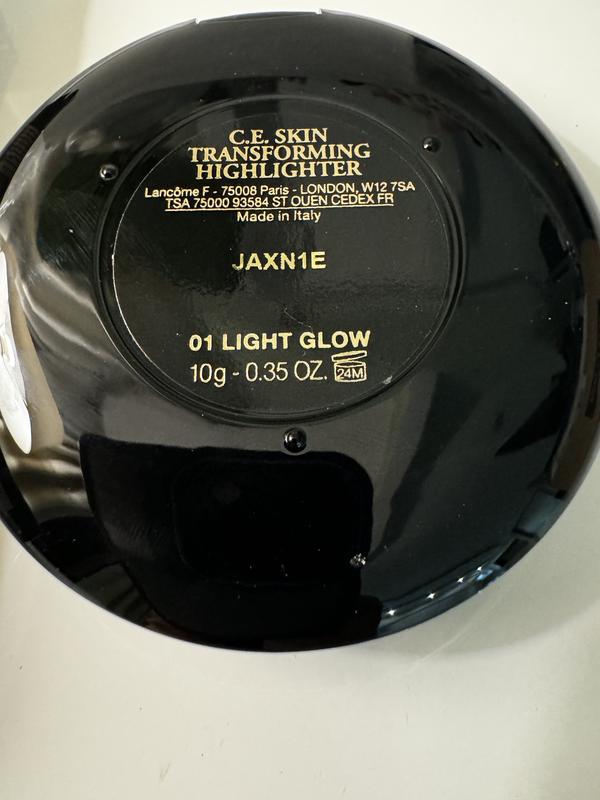 C.E. SKIN
TRANSFORMING
HIGHLIGHTER
Lancôme F - 75008 Paris - LONDON, W12 7SA
TSA 75000 93584 ST OUEN CEDEX FR
Made in Italy
JAXN1E
01 LIGHT GLOW
10g - 0.35 OZ. 24M